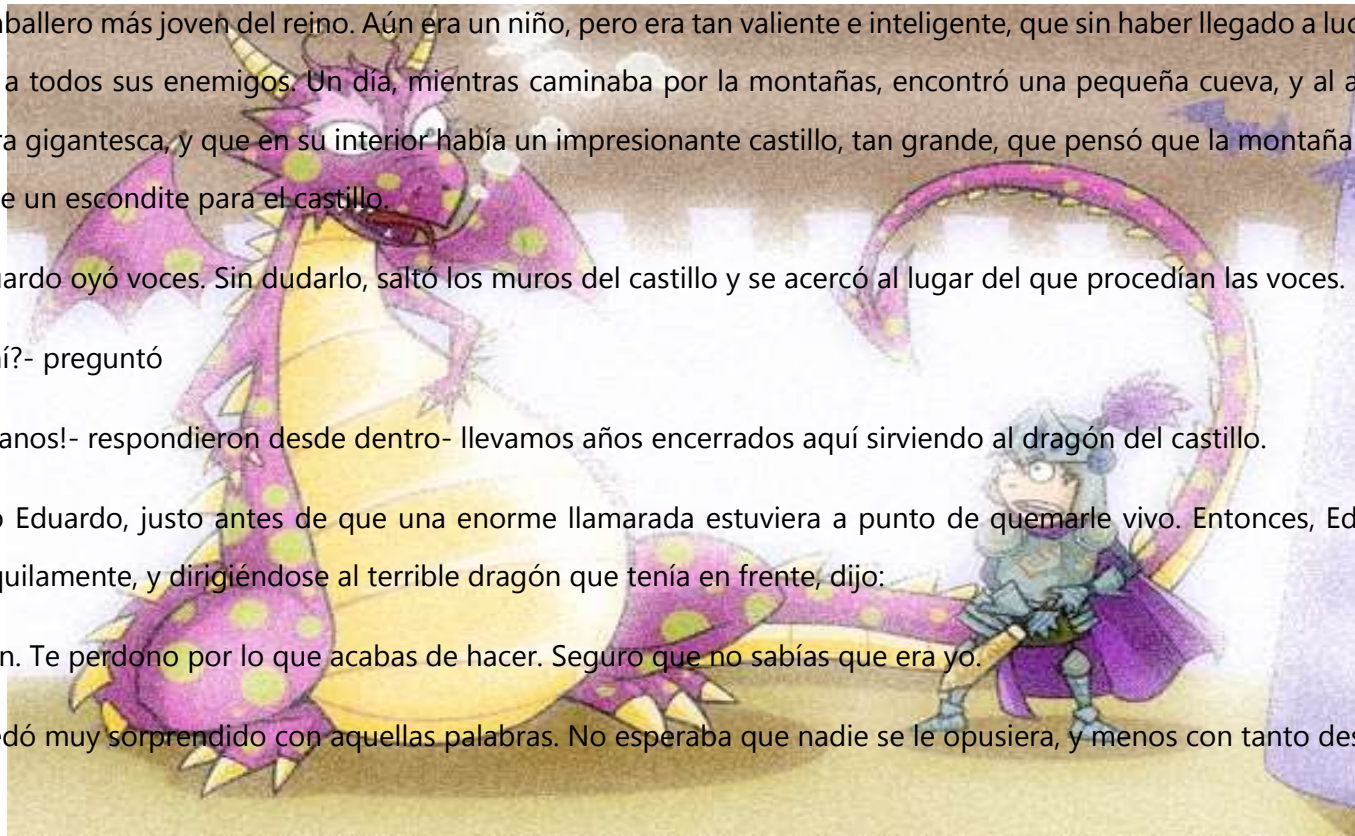 ballero más joven del reino. Aún era un niño, pero era tan valiente e inteligente, que sin haber llegado a luc
a todos sus enemigos. Un día, mientras caminaba por la montañas, encontró una pequeña cueva, y al a
ra gigantesca, y que en su interior había un impresionante castillo, tan grande, que pensó que la montaña
e un escondite para el castillo.
uardo oyó voces. Sin dudarlo, saltó los muros del castillo y se acercó al lugar del que procedían las voces.
í?- preguntó
anos!- respondieron desde dentro- llevamos años encerrados aquí sirviendo al dragón del castillo.
o Eduardo, justo antes de que una enorme llamarada estuviera a punto de quemarle vivo. Entonces, Ed
quilamente, y dirigiéndose al terrible dragón que tenía en frente, dijo:
n. Te perdono por lo que acabas de hacer. Seguro que no sabías que era yo.
edó muy sorprendido con aquellas palabras. No esperaba que nadie se le opusiera, y menos con tanto des